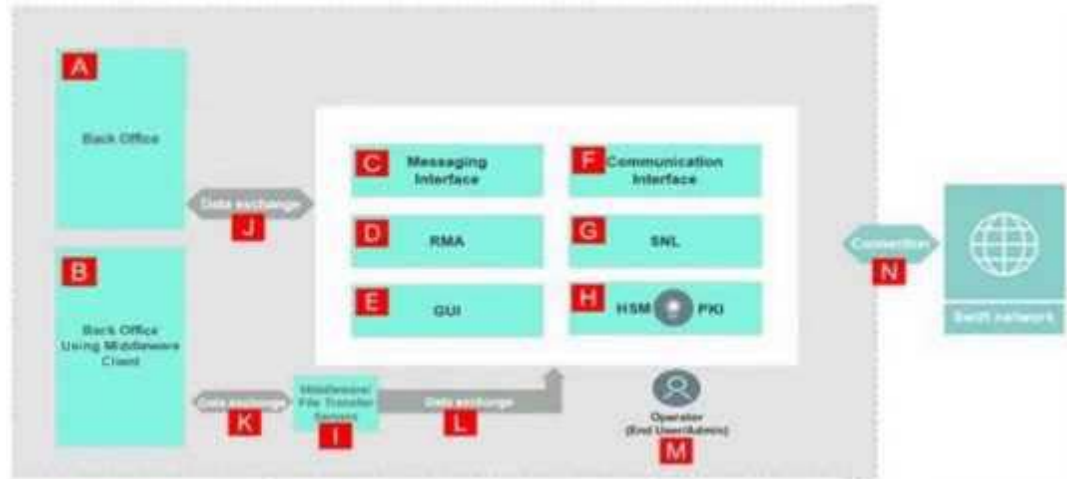 A
Back Office
C
Messaging
Interface
F
Communication
Interface
Data exchange
J
D
RMA
G
SNL
Connection
N
B
E
GUI
H
HSM
PKI
Swift network
Back Office
Using Middleware
Client
Data exchange
K
Middleware/
File Transfer
Servers
I
Data exchange
L
Operator
(End User/Admin)
M